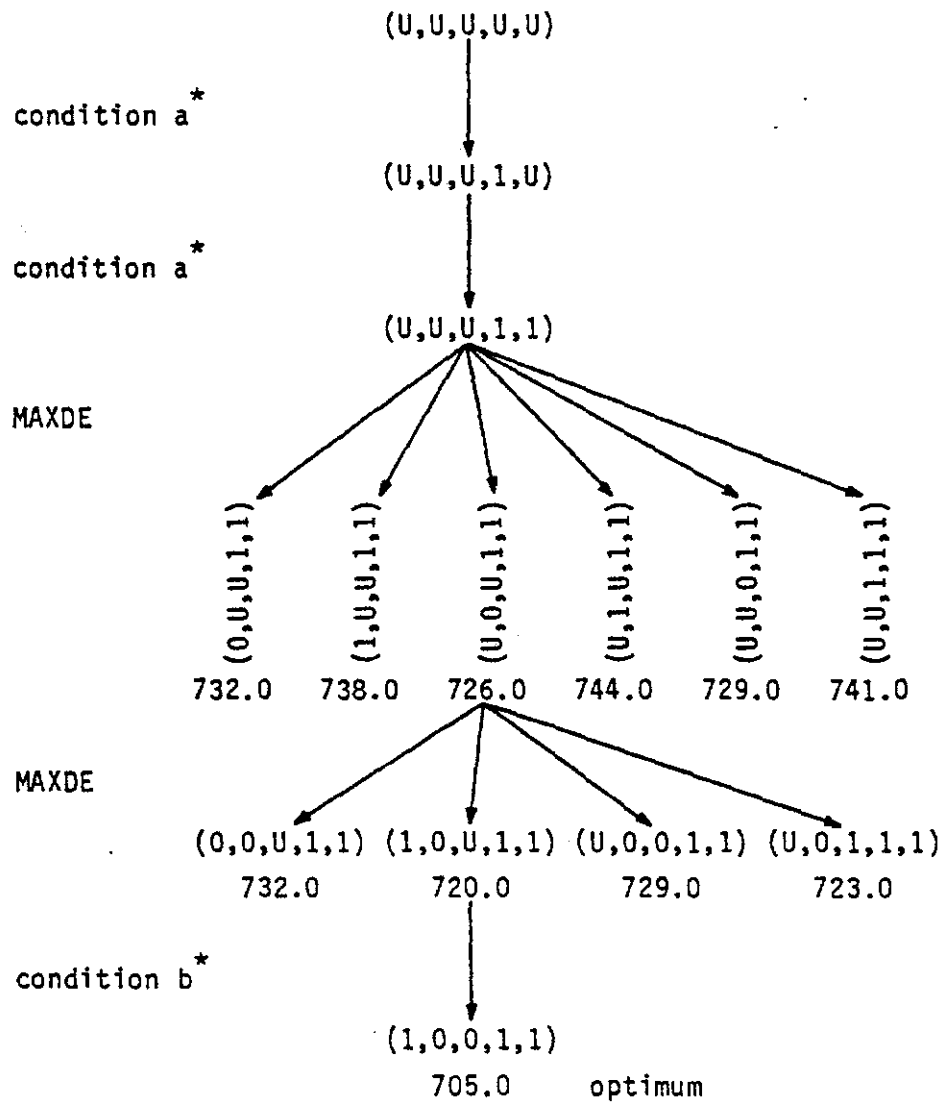 (U,U,U,U,U)
condition a*
(U,U,U,1,U)
condition a*
(U,U,U,1,1)
MAXDE
(0,U,U,1,1) (1,U,U,1,1) (U,0,U,1,1) (U,1,U,1,1) (U,U,0,1,1) (U,U,1,1,1)
732.0 738.0 726.0 744.0 729.0 741.0
MAXDE
(0,0,U,1,1) (1,0,U,1,1) (U,0,0,1,1) (U,0,1,1,1)
732.0 720.0 729.0 723.0
condition b*
(1,0,0,1,1)
705.0 optimum